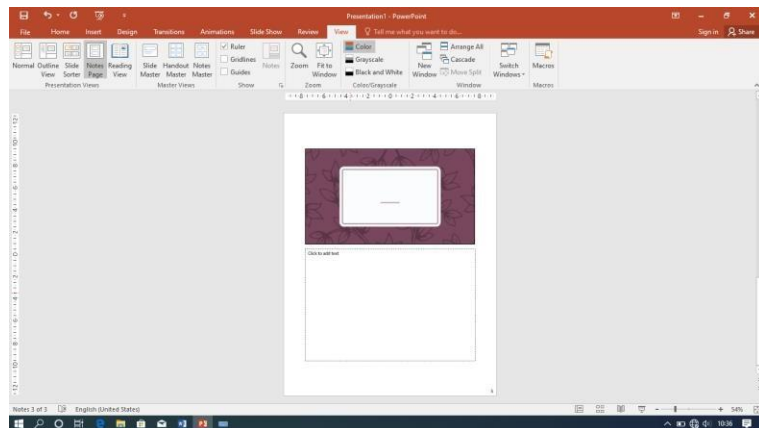 Presentation1 - PowerPoint
File Home Insert Design Transitions Animations Slide Show Review View Tell me what you want to do... Sign in Share
Normal Outline View Slide Sorter Notes Page Reading View
Presentation Views
Slide Master Handout Master Notes Master
Master Views
Ruler
Gridlines
Guides
Notes
Show
Zoom Fit to Window
Zoom
Color
Grayscale
Black and White
Color/Grayscale
New Window
Arrange All
Cascade
Move Split
Switch Windows
Window
Macros
Macros
Click to add text
Notes 3 of 3 English (United States) 54%
10:36